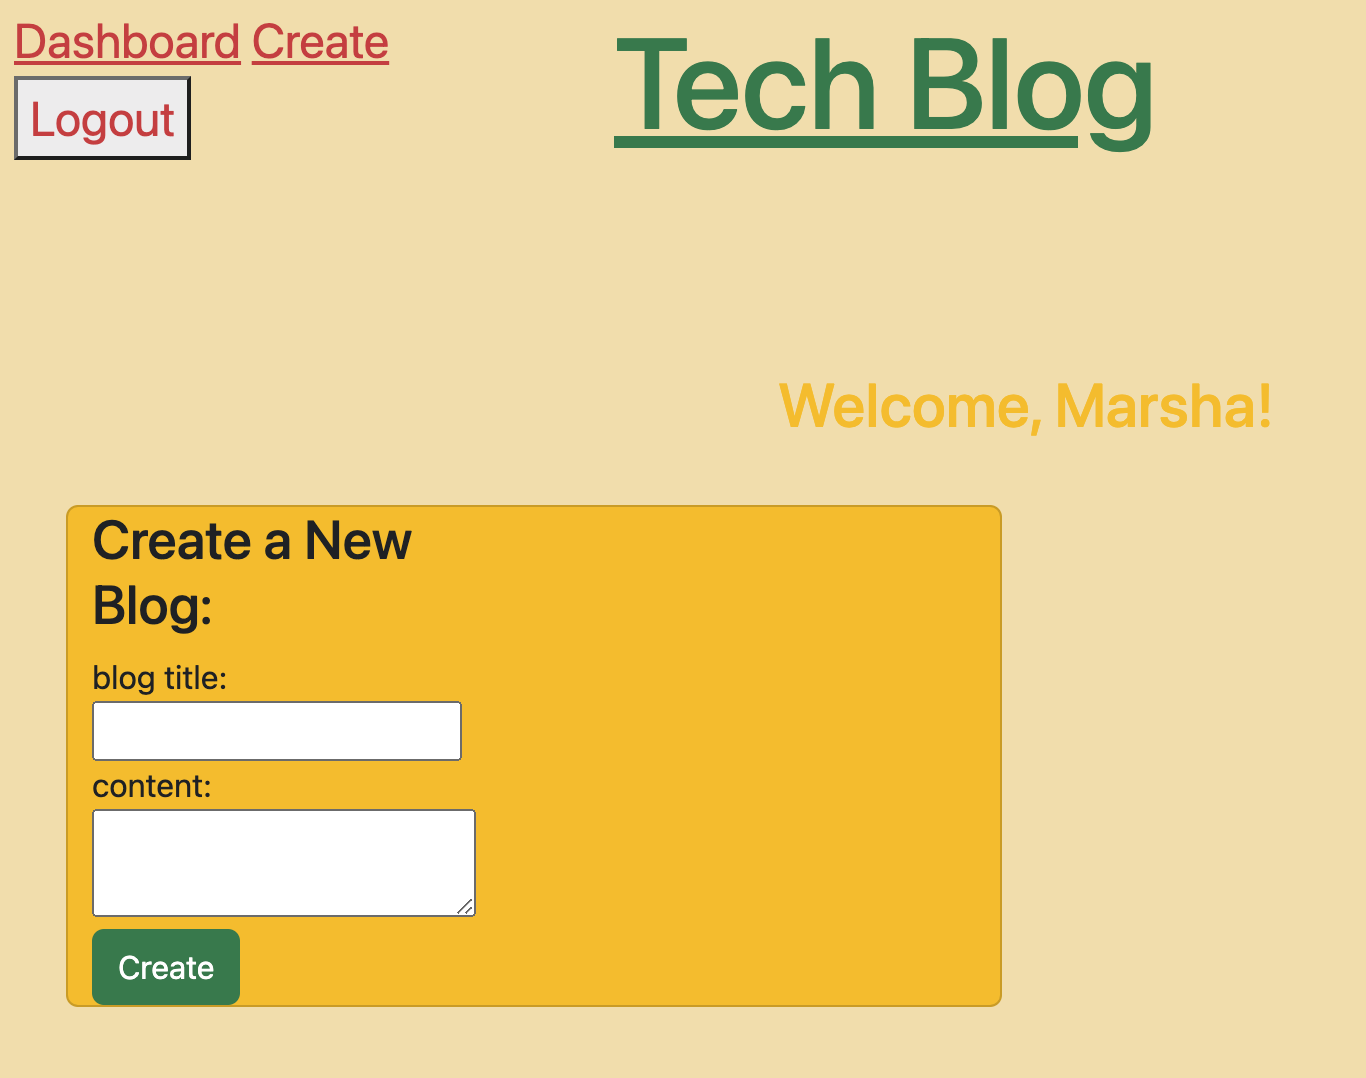 Dashboard Create
Logout
Tech Blog
Welcome, Marsha!
Create a New
Blog:
blog title:
content:
Create